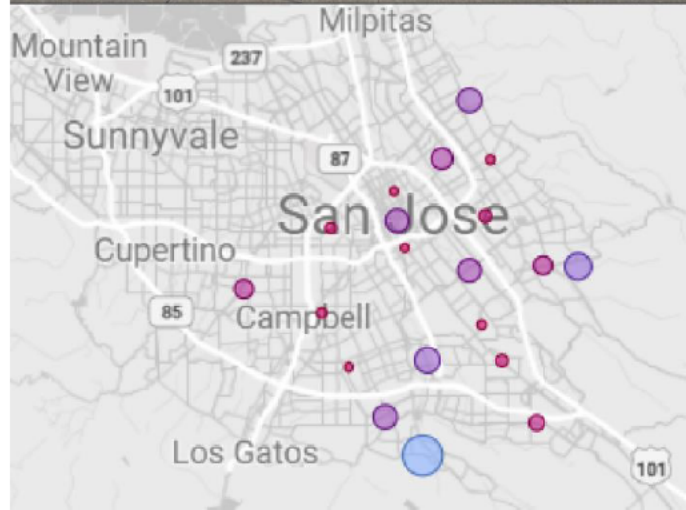 Milpitas
Mountain
View
237
101
Sunnyvale
87
San Jose
Cupertino
85
Campbell
Los Gatos
101